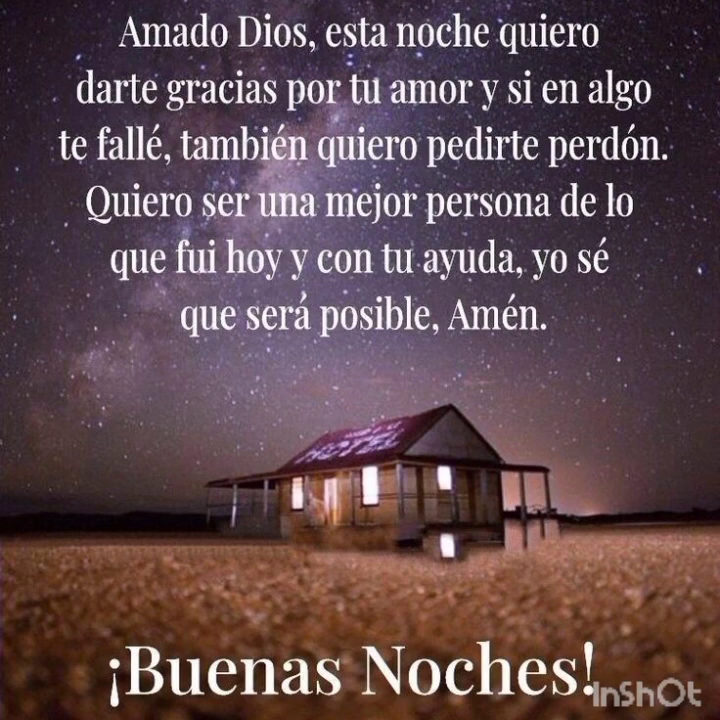 Amado Dios, esta noche quiero
darte gracias por tu amor y si en algo
te fallé, también quiero pedirte perdón.
Quiero ser una mejor persona de lo
que fui hoy y con tu ayuda, yo sé
que será posible, Amén.
HOTEL
¡Buenas Noches!
InShOt